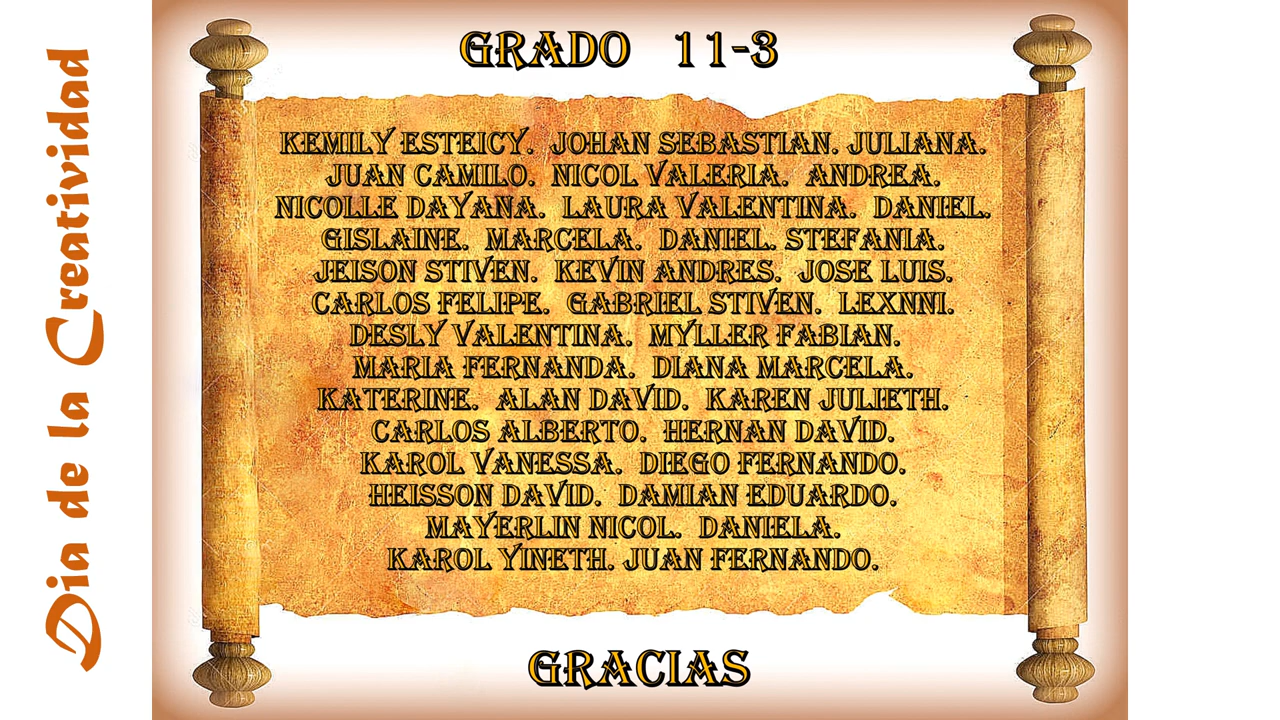 Dia de la Creatividad
GRADO 11-3
KEMILY ESTEICY. JOHAN SEBASTIAN. JULIANA.
JUAN CAMILO. NICOL VALERIA. ANDREA.
NICOLLE DAYANA. LAURA VALENTINA. DANIEL.
GISLAINE. MARCELA. DANIEL. STEFANIA.
JEISON STIVEN. KEVIN ANDRES. JOSE LUIS.
CARLOS FELIPE. GABRIEL STIVEN. LEXNNI.
DESLY VALENTINA. MYLLER FABIAN.
MARIA FERNANDA. DIANA MARCELA.
KATERINE. ALAN DAVID. KAREN JULIETH.
CARLOS ALBERTO. HERNAN DAVID.
KAROL VANESSA. DIEGO FERNANDO.
HEISSON DAVID. DAMIAN EDUARDO.
MAYERLIN NICOL. DANIELA.
KAROL YINETH. JUAN FERNANDO.
GRACIAS